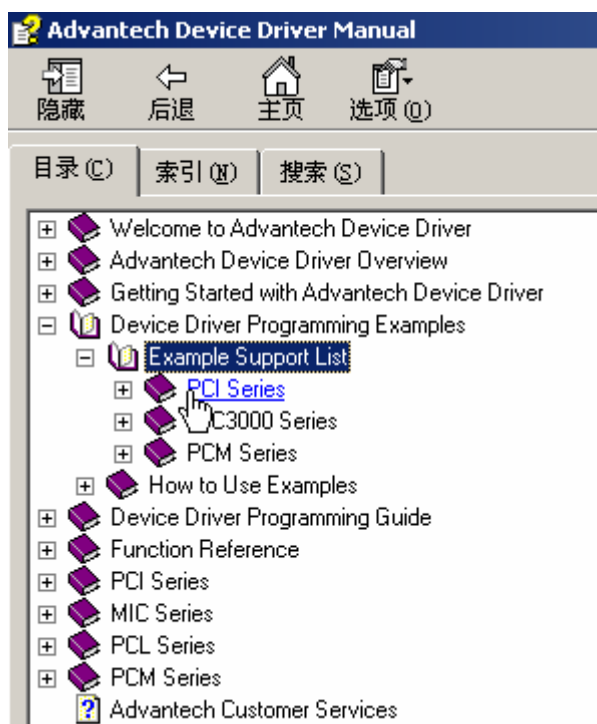 Advantech Device Driver Manual
隐藏 后退 主页 选项(O)
目录(C) 索引(N) 搜索(S)
Welcome to Advantech Device Driver
Advantech Device Driver Overview
Getting Started with Advantech Device Driver
Device Driver Programming Examples
Example Support List
PCI Series
C3000 Series
PCM Series
How to Use Examples
Device Driver Programming Guide
Function Reference
PCI Series
MIC Series
PCL Series
PCM Series
Advantech Customer Services